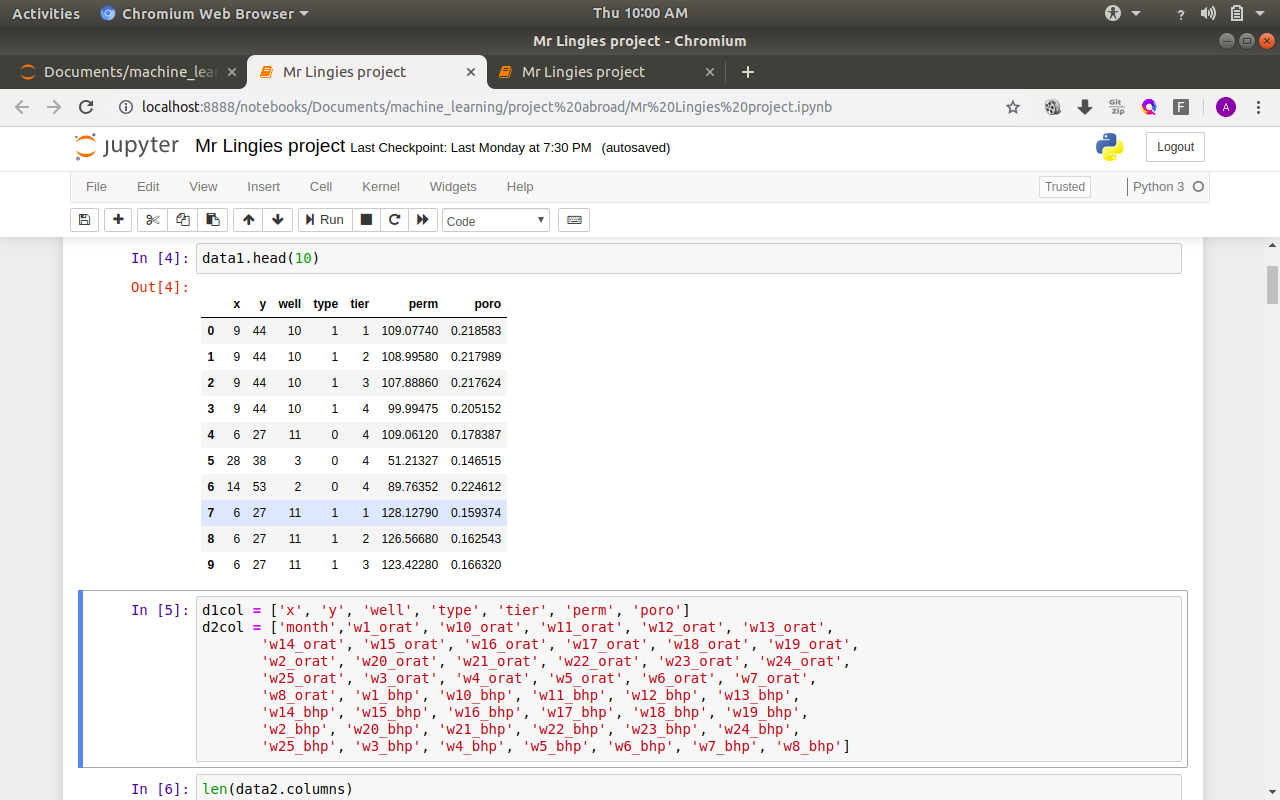 Activities Chromium Web Browser Thu 10:00 AM ?
Mr Lingies project - Chromium
Documents/machine_lear Mr Lingies project Mr Lingies project
localhost:8888/notebooks/Documents/machine_learning/project%20abroad/Mr%20Lingies%20project.ipynb Git zip F A
jupyter Mr Lingies project Last Checkpoint: Last Monday at 7:30 PM (autosaved) Logout
File Edit View Insert Cell Kernel Widgets Help Trusted Python 3
Run Code
In [4]: data1.head(10)
Out[4]:
x y well type tier perm poro
0 9 44 10 1 1 109.07740 0.218583
1 9 44 10 1 2 108.99580 0.217989
2 9 44 10 1 3 107.88860 0.217624
3 9 44 10 1 4 99.99475 0.205152
4 6 27 11 0 4 109.06120 0.178387
5 28 38 3 0 4 51.21327 0.146515
6 14 53 2 0 4 89.76352 0.224612
7 6 27 11 1 1 128.12790 0.159374
8 6 27 11 1 2 126.56680 0.162543
9 6 27 11 1 3 123.42280 0.166320
In [5]: d1col = ['x', 'y', 'well', 'type', 'tier', 'perm', 'poro']
d2col = ['month','w1_orat', 'w10_orat', 'w11_orat', 'w12_orat', 'w13_orat',
'w14_orat', 'w15_orat', 'w16_orat', 'w17_orat', 'w18_orat', 'w19_orat',
'w2_orat', 'w20_orat', 'w21_orat', 'w22_orat', 'w23_orat', 'w24_orat',
'w25_orat', 'w3_orat', 'w4_orat', 'w5_orat', 'w6_orat', 'w7_orat',
'w8_orat', 'w1_bhp', 'w10_bhp', 'w11_bhp', 'w12_bhp', 'w13_bhp',
'w14_bhp', 'w15_bhp', 'w16_bhp', 'w17_bhp', 'w18_bhp', 'w19_bhp',
'w2_bhp', 'w20_bhp', 'w21_bhp', 'w22_bhp', 'w23_bhp', 'w24_bhp',
'w25_bhp', 'w3_bhp', 'w4_bhp', 'w5_bhp', 'w6_bhp', 'w7_bhp', 'w8_bhp']
In [6]: len(data2.columns)